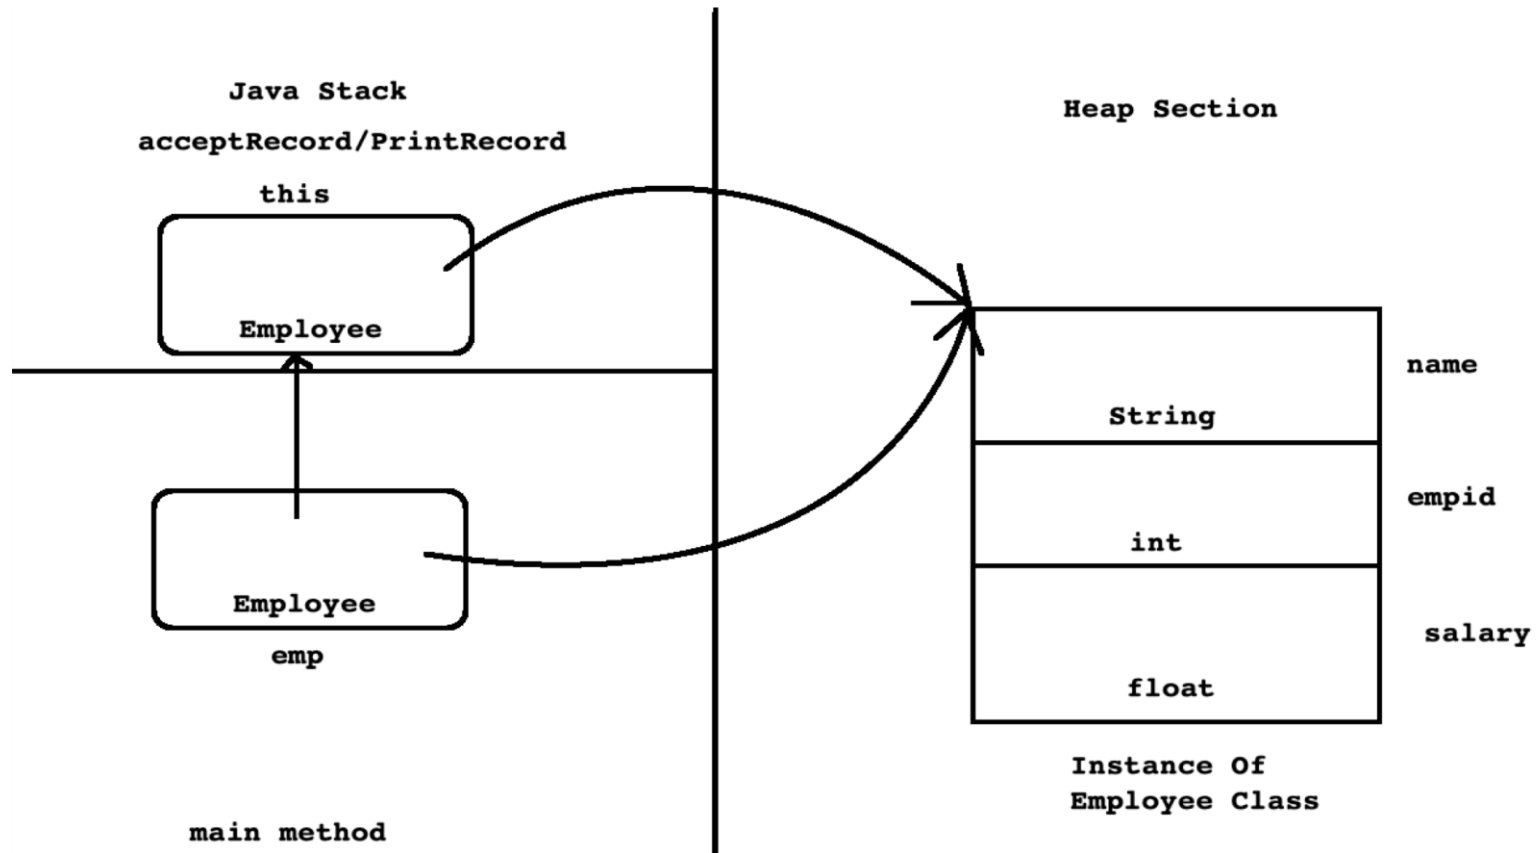 Java Stack
acceptRecord/PrintRecord
this
Employee
Employee
emp
main method
Heap Section
name
String
empid
int
salary
float
Instance Of
Employee Class